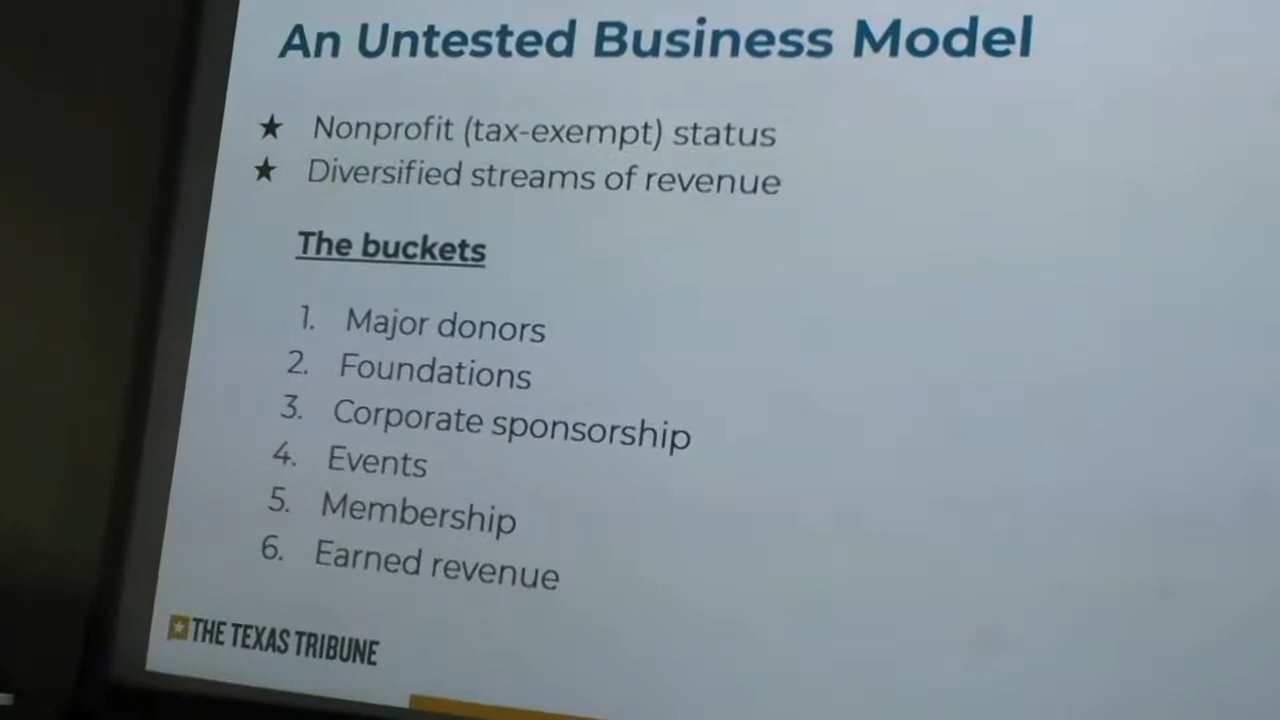 An Untested Business Model
★ Nonprofit (tax-exempt) status
★ Diversified streams of revenue
The buckets
1. Major donors
2. Foundations
3. Corporate sponsorship
4. Events
5. Membership
6. Earned revenue
THE TEXAS TRIBUNE